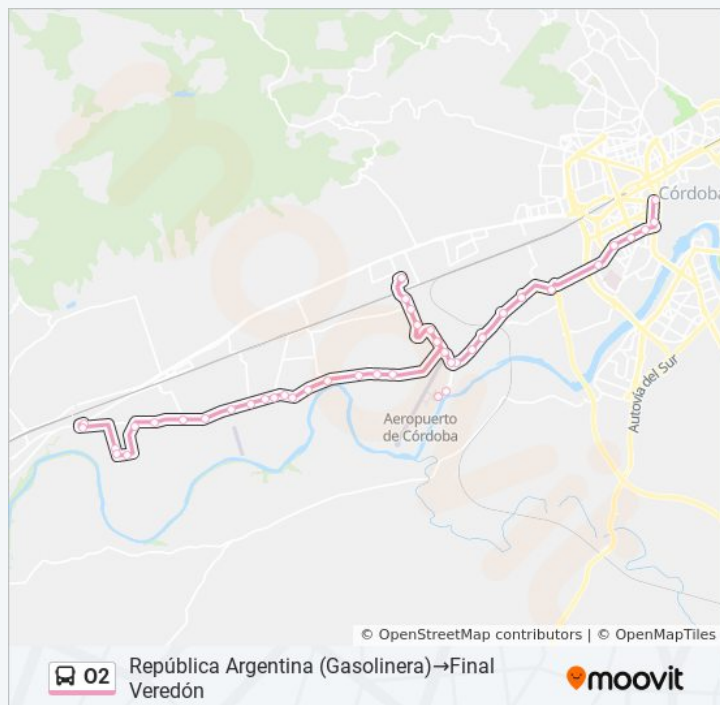 Córdoba
Autovía del Sur
Aeropuerto
de Córdoba
© OpenStreetMap contributors | © OpenMapTiles
O2
República Argentina (Gasolinera)→Final
Veredón
moovit